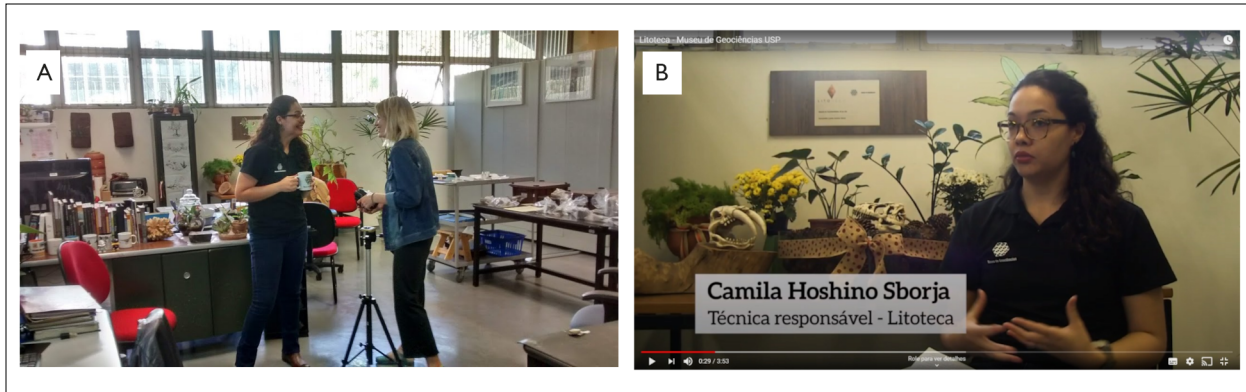 A
B
Litoteca - Museu de Geociências USP
Camila Hoshino Sborja
Técnica responsável - Litoteca
0:29 / 3:53
Role para ver detalhes